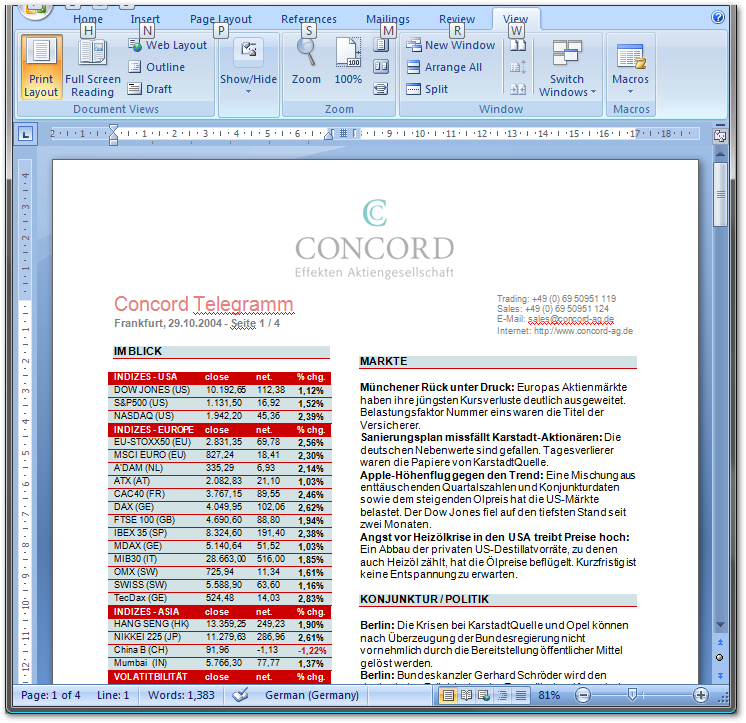 Home Insert Page Layout References Mailings Review View
H N P S M R W
Print Layout
Full Screen Reading
Web Layout
Outline
Draft
Document Views
Show/Hide
Zoom
100%
Zoom
New Window
Arrange All
Split
Switch Windows
Window
Macros
Macros
CONCORD
Effekten Aktiengesellschaft
Concord Telegramm
Frankfurt, 29.10.2004 - Seite 1 / 4
Trading: +49 (0) 69 50951 119
Sales: +49 (0) 69 50951 124
E-Mail: sales@concord-ag.de
Internet: http://www.concord-ag.de
IM BLICK
INDIZES - USA close net. % chg.
DOW JONES (US) 10.192,65 112,38 1,12%
S&P500 (US) 1.131,50 16,92 1,52%
NASDAQ (US) 1.942,20 45,36 2,39%
INDIZES - EUROPE close net. % chg.
EU-STOXX50 (EU) 2.831,35 69,78 2,56%
MSCI EURO (EU) 827,24 18,41 2,30%
A'DAM (NL) 335,29 6,93 2,14%
ATX (AT) 2.082,83 21,10 1,03%
CAC40 (FR) 3.767,15 89,55 2,46%
DAX (GE) 4.049,95 102,06 2,62%
FTSE 100 (GB) 4.690,60 88,80 1,94%
IBEX 35 (SP) 8.324,60 191,40 2,38%
MDAX (GE) 5.140,64 51,52 1,03%
MIB30 (IT) 28.663,00 516,00 1,85%
OMX (SW) 725,94 11,34 1,61%
SWISS (SW) 5.588,90 63,60 1,16%
TecDax (GE) 524,48 14,03 2,83%
INDIZES - ASIA close net. % chg.
HANG SENG (HK) 13.359,25 249,23 1,90%
NIKKEI 225 (JP) 11.279,63 286,96 2,61%
China B (CH) 91,96 -1,13 -1,22%
Mumbai (IN) 5.766,30 77,77 1,37%
VOLATITBILITÄT close net. % chg.
MÄRKTE
Münchener Rück unter Druck: Europas Aktienmärkte
haben ihre jüngsten Kursverluste deutlich ausgeweitet.
Belastungsfaktor Nummer eins waren die Titel der
Versicherer.
Sanierungsplan missfällt Karstadt-Aktionären: Die
deutschen Nebenwerte sind gefallen. Tagesverlierer
waren die Papiere von KarstadtQuelle.
Apple-Höhenflug gegen den Trend: Eine Mischung aus
enttäuschenden Quartalszahlen und Konjunkturdaten
sowie dem steigenden Ölpreis hat die US-Märkte
belastet. Der Dow Jones fiel auf den tiefsten Stand seit
zwei Monaten.
Angst vor Heizölkrise in den USA treibt Preise hoch:
Ein Abbau der privaten US-Destillatvorräte, zu denen
auch Heizöl zählt, hat die Ölpreise beflügelt. Kurzfristig ist
keine Entspannung zu erwarten.
KONJUNKTUR / POLITIK
Berlin: Die Krisen bei KarstadtQuelle und Opel können
nach Überzeugung der Bundesregierung nicht
vornehmlich durch die Bereitstellung öffentlicher Mittel
gelöst werden.
Berlin: Bundeskanzler Gerhard Schröder wird den
Page: 1 of 4 Line: 1 Words: 1,383 German (Germany) 81%